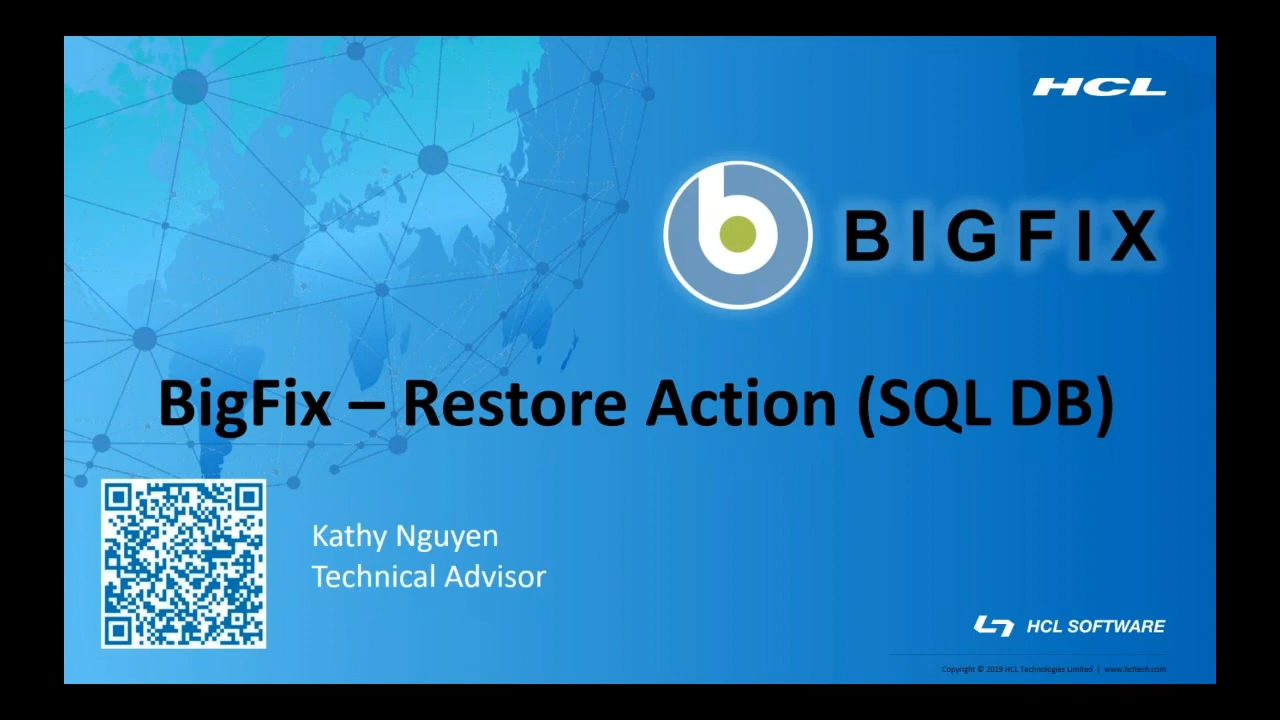 HCL
b
BIGFIX
BigFix – Restore Action (SQL DB)
Kathy Nguyen
Technical Advisor
HCL SOFTWARE
Copyright © 2019 HCL Technologies Limited | www.hcltech.com